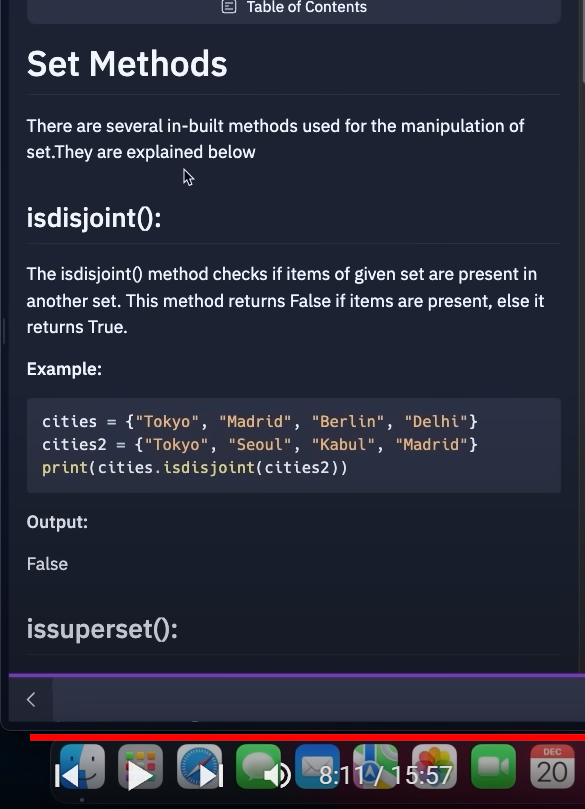 Table of Contents
Set Methods
There are several in-built methods used for the manipulation of
set.They are explained below
isdisjoint():
The isdisjoint() method checks if items of given set are present in
another set. This method returns False if items are present, else it
returns True.
Example:
cities = {"Tokyo", "Madrid", "Berlin", "Delhi"}
cities2 = {"Tokyo", "Seoul", "Kabul", "Madrid"}
print(cities.isdisjoint(cities2))
Output:
False
issuperset():
8:11 / 15:57
DEC
20